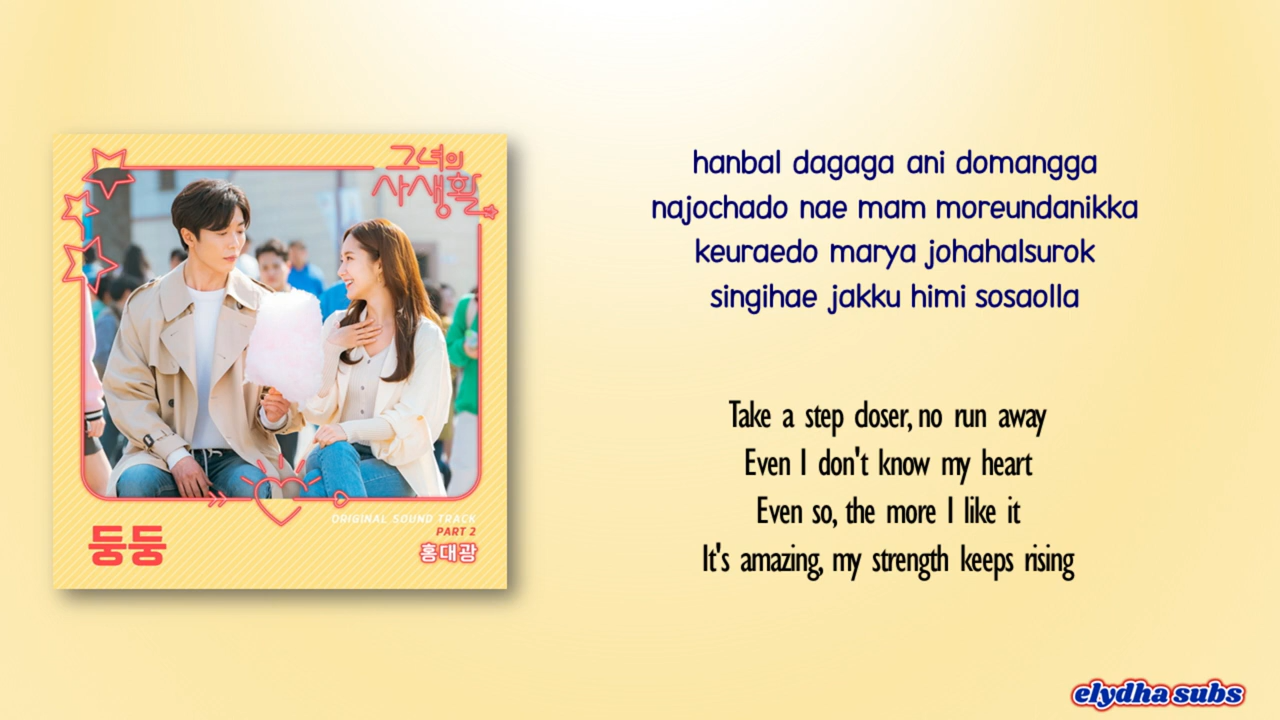 그녀의
사생활
ORIGINAL SOUND TRACK
PART 2
홍대광
둥둥
hanbal dagaga ani domangga
najochado nae mam moreundanikka
keuraedo marya johahalsurok
singihae jakku himi sosaolla
Take a step doser, no run away
Even I don't know my heart
Even so, the more I like it
It's amazing, my strength keeps rising
elydha subs